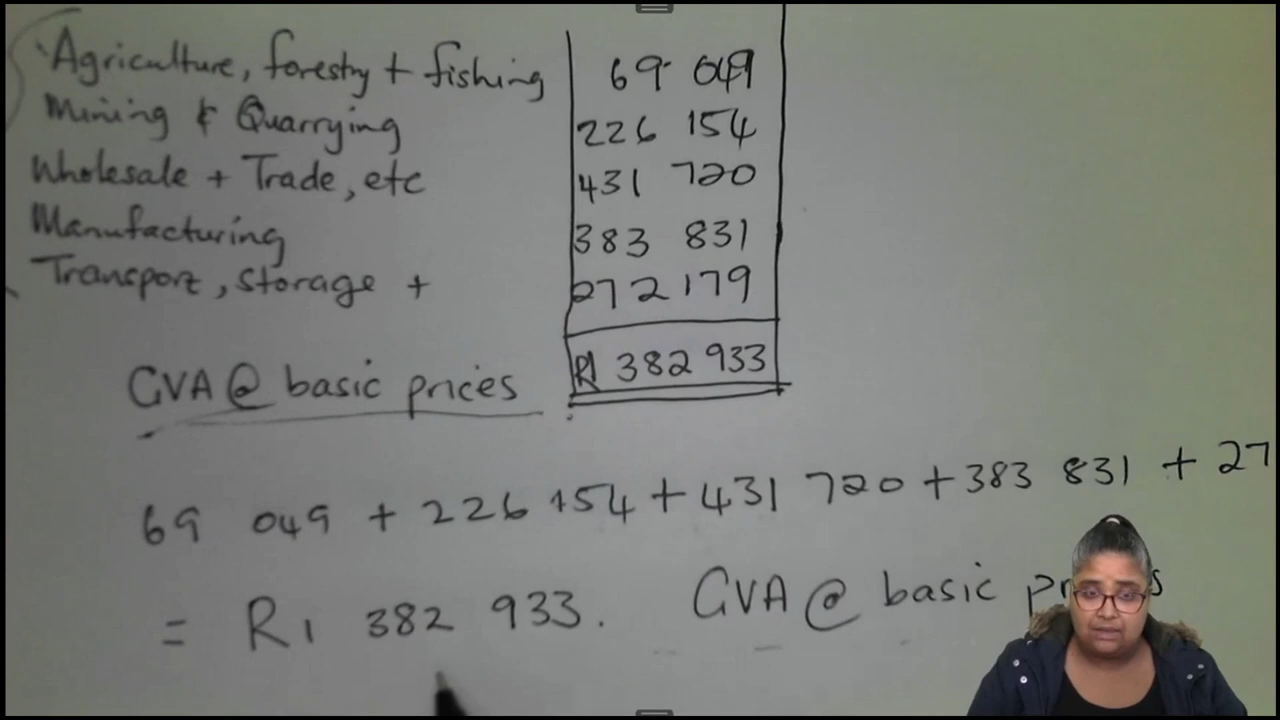 Agriculture, forestry + fishing 69 049
Mining & Quarrying 226 154
Wholesale + Trade, etc 431 720
Manufacturing 383 831
Transport, storage + 272 179
GVA @ basic prices R1 382 933
69 049 + 226 154 + 431 720 + 383 831 + 27
= R1 382 933. GVA @ basic